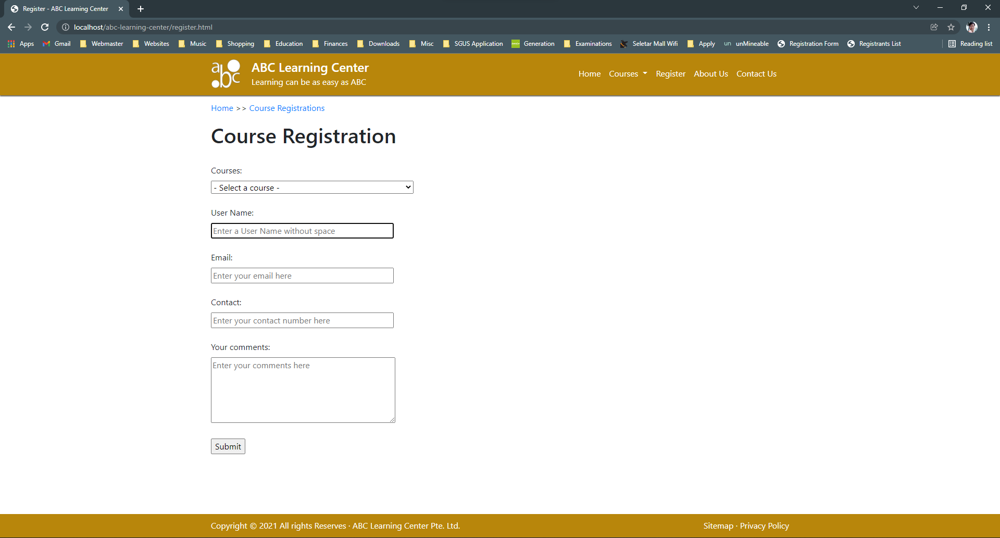 Register - ABC Learning Center
localhost/abc-learning-center/register.html
Apps Gmail Webmaster Websites Music Shopping Education Finances Downloads Misc SGUS Application Generation Examinations Seletar Mall Wifi Apply un unMineable Registration Form Registrants List Reading list
abc
ABC Learning Center
Learning can be as easy as ABC
Home Courses Register About Us Contact Us
Home >> Course Registrations
Course Registration
Courses:
- Select a course -
User Name:
Enter a User Name without space
Email:
Enter your email here
Contact:
Enter your contact number here
Your comments:
Enter your comments here
Submit
Copyright © 2021 All rights Reserves · ABC Learning Center Pte. Ltd. Sitemap · Privacy Policy